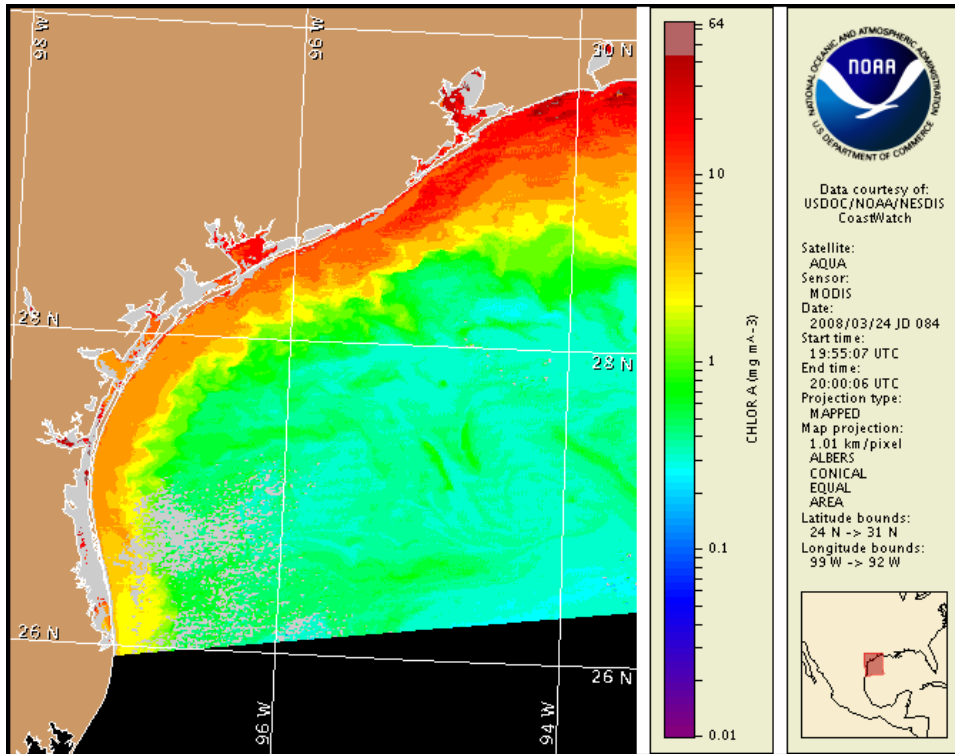 98 W
96 W
30 N
28 N
28 N
26 N
26 N
96 W
94 W
64
10
1
0.1
0.01
CHLOR A (mg m^-3)
NATIONAL OCEANIC AND ATMOSPHERIC ADMINISTRATION
NOAA
U.S. DEPARTMENT OF COMMERCE
Data courtesy of:
USDOC/NOAA/NESDIS
CoastWatch
Satellite:
AQUA
Sensor:
MODIS
Date:
2008/03/24 JD 084
Start time:
19:55:07 UTC
End time:
20:00:06 UTC
Projection type:
MAPPED
Map projection:
1.01 km/pixel
ALBERS
CONICAL
EQUAL
AREA
Latitude bounds:
24 N -> 31 N
Longitude bounds:
99 W -> 92 W